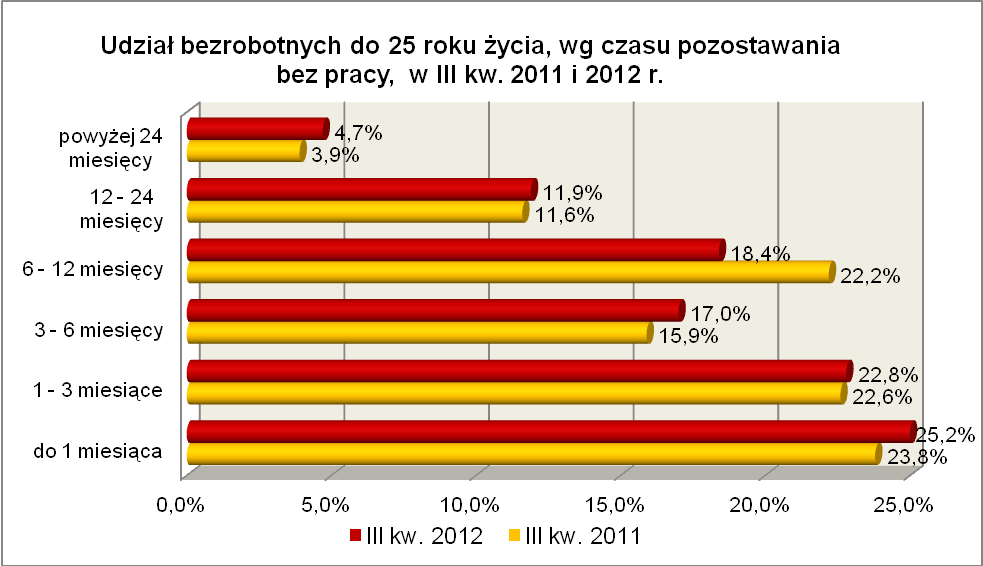 Udział bezrobotnych do 25 roku życia, wg czasu pozostawania
bez pracy, w III kw. 2011 i 2012 r.
powyżej 24
miesięcy
4,7%
3,9%
12 - 24
miesięcy
11,9%
11,6%
6 - 12 miesięcy
18,4%
22,2%
3 - 6 miesięcy
17,0%
15,9%
1 - 3 miesiące
22,8%
22,6%
do 1 miesiąca
25,2%
23,8%
0,0% 5,0% 10,0% 15,0% 20,0% 25,0%
III kw. 2012 III kw. 2011